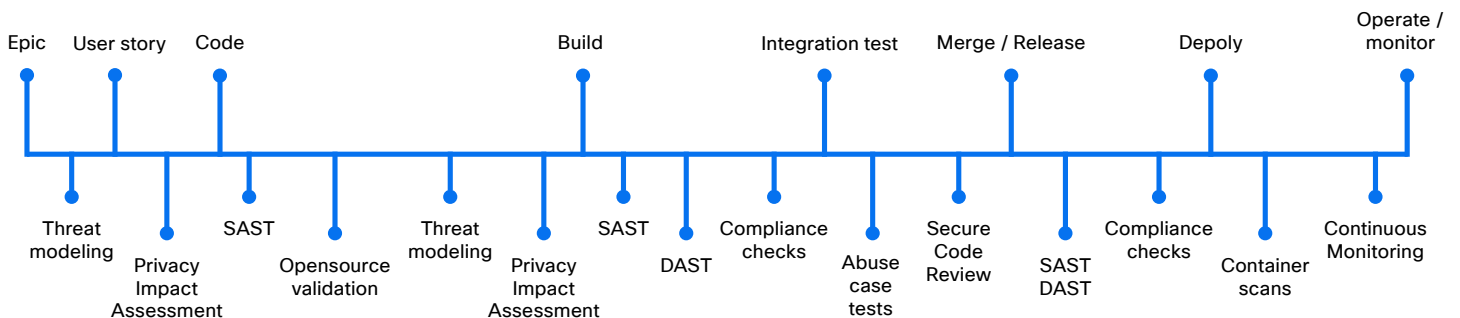 Epic
User story
Code
Build
Integration test
Merge / Release
Depoly
Operate /
monitor
Threat
modeling
Privacy
Impact
Assessment
SAST
Opensource
validation
Threat
modeling
Privacy
Impact
Assessment
SAST
DAST
Compliance
checks
Abuse
case
tests
Secure
Code
Review
SAST
DAST
Compliance
checks
Container
scans
Continuous
Monitoring